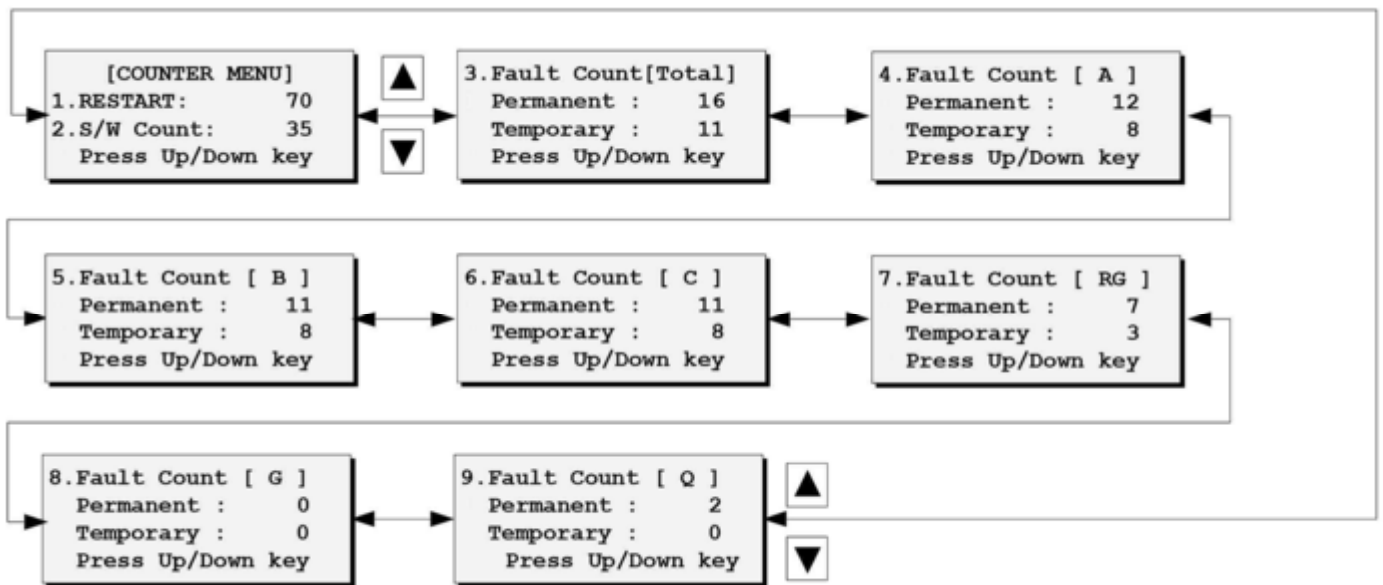 [COUNTER MENU]
1.RESTART: 70
2.S/W Count: 35
Press Up/Down key
▲
▼
3.Fault Count[Total]
Permanent : 16
Temporary : 11
Press Up/Down key
4.Fault Count [ A ]
Permanent : 12
Temporary : 8
Press Up/Down key
5.Fault Count [ B ]
Permanent : 11
Temporary : 8
Press Up/Down key
6.Fault Count [ C ]
Permanent : 11
Temporary : 8
Press Up/Down key
7.Fault Count [ RG ]
Permanent : 7
Temporary : 3
Press Up/Down key
8.Fault Count [ G ]
Permanent : 0
Temporary : 0
Press Up/Down key
9.Fault Count [ Q ]
Permanent : 2
Temporary : 0
Press Up/Down key
▲
▼